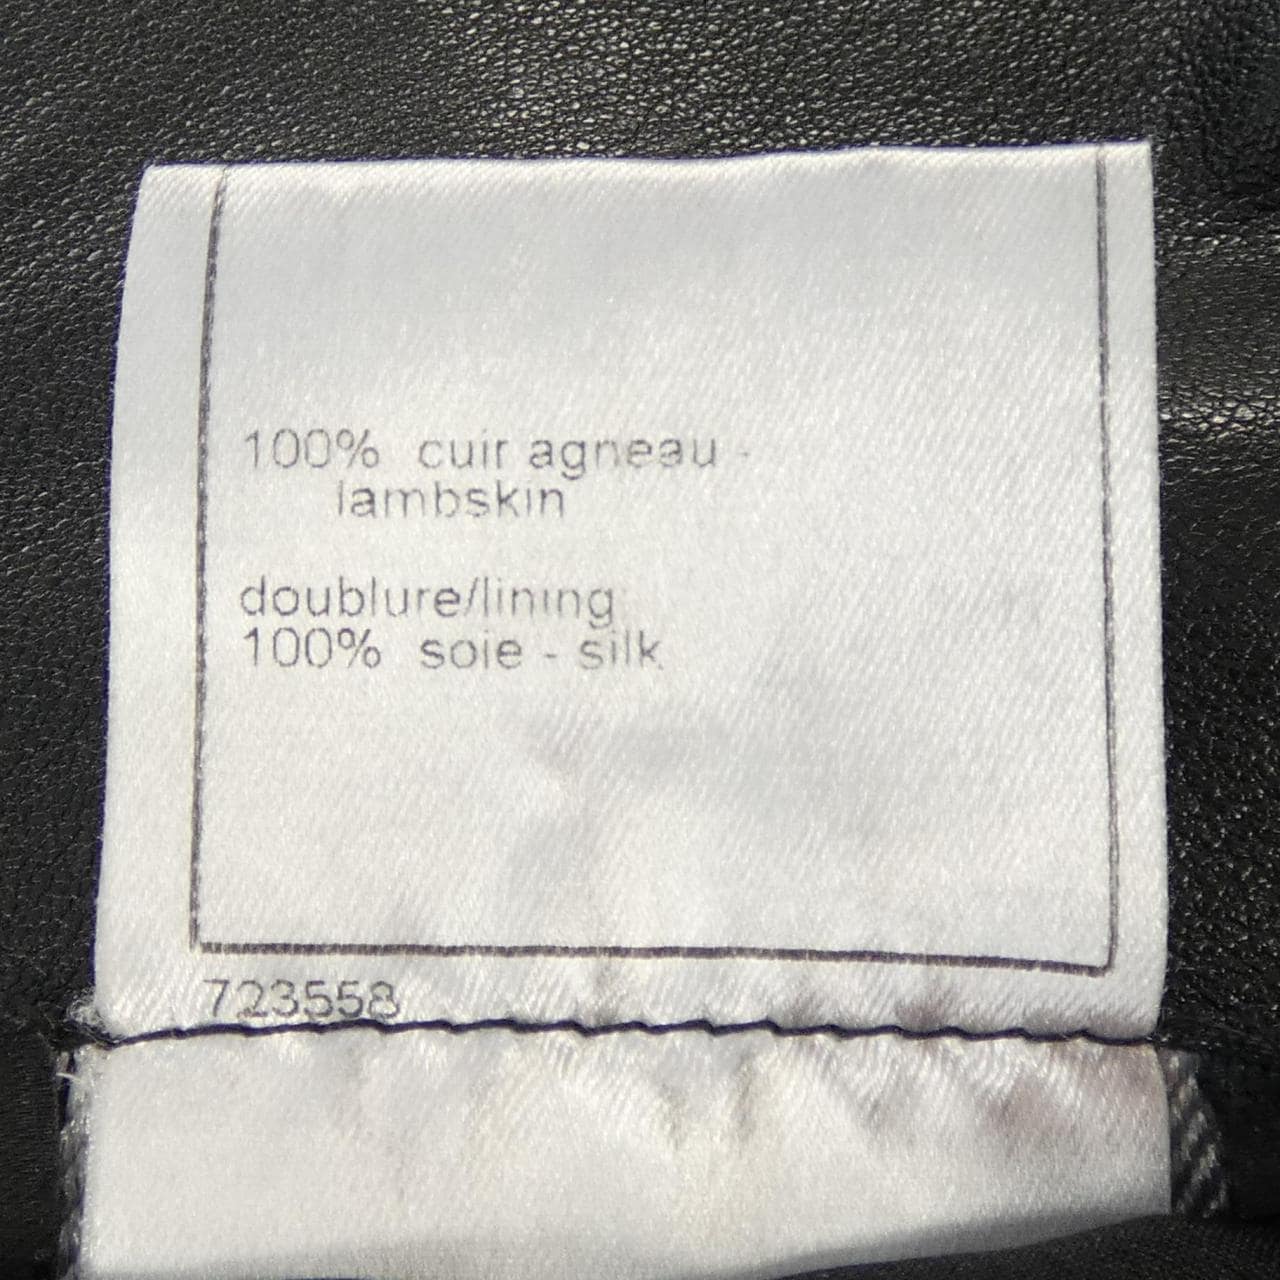 100% cuir agneau -
lambskin
doublure/lining
100% soie - silk
723558